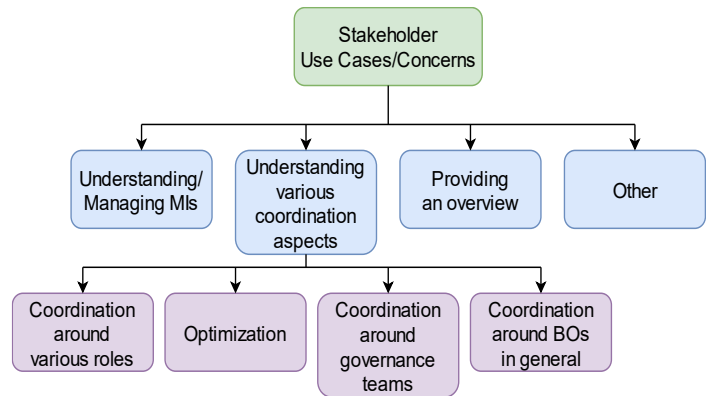 Stakeholder
Use Cases/Concerns
Understanding/
Managing MIs
Understanding
various
coordination
aspects
Providing
an overview
Other
Coordination
around
various roles
Optimization
Coordination
around
governance
teams
Coordination
around BOs
in general